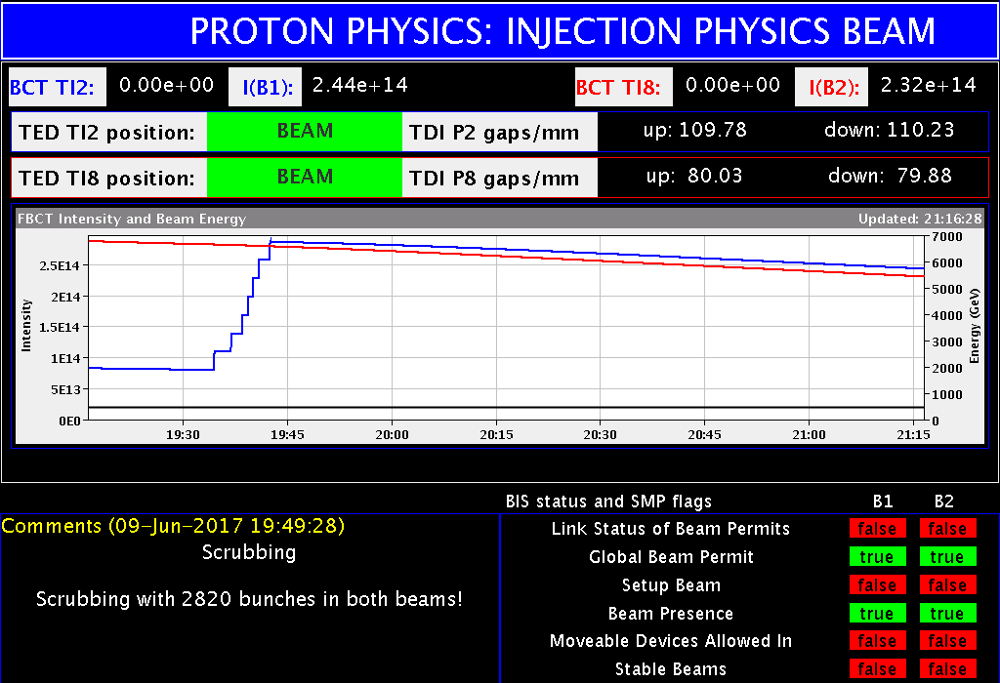 PROTON PHYSICS: INJECTION PHYSICS BEAM
BCT TI2: 0.00e+00 I(B1): 2.44e+14 BCT TI8: 0.00e+00 I(B2): 2.32e+14
TED TI2 position: BEAM TDI P2 gaps/mm up: 109.78 down: 110.23
TED TI8 position: BEAM TDI P8 gaps/mm up: 80.03 down: 79.88
FBCT Intensity and Beam Energy Updated: 21:16:28
Intensity
2.5E14
2E14
1.5E14
1E14
5E13
0E0
7000
6000
5000
4000
3000
2000
1000
0
Energy (GeV)
19:30 19:45 20:00 20:15 20:30 20:45 21:00 21:15
Comments (09-Jun-2017 19:49:28)
Scrubbing
Scrubbing with 2820 bunches in both beams!
BIS status and SMP flags B1 B2
Link Status of Beam Permits false false
Global Beam Permit true true
Setup Beam false false
Beam Presence true true
Moveable Devices Allowed In false false
Stable Beams false false